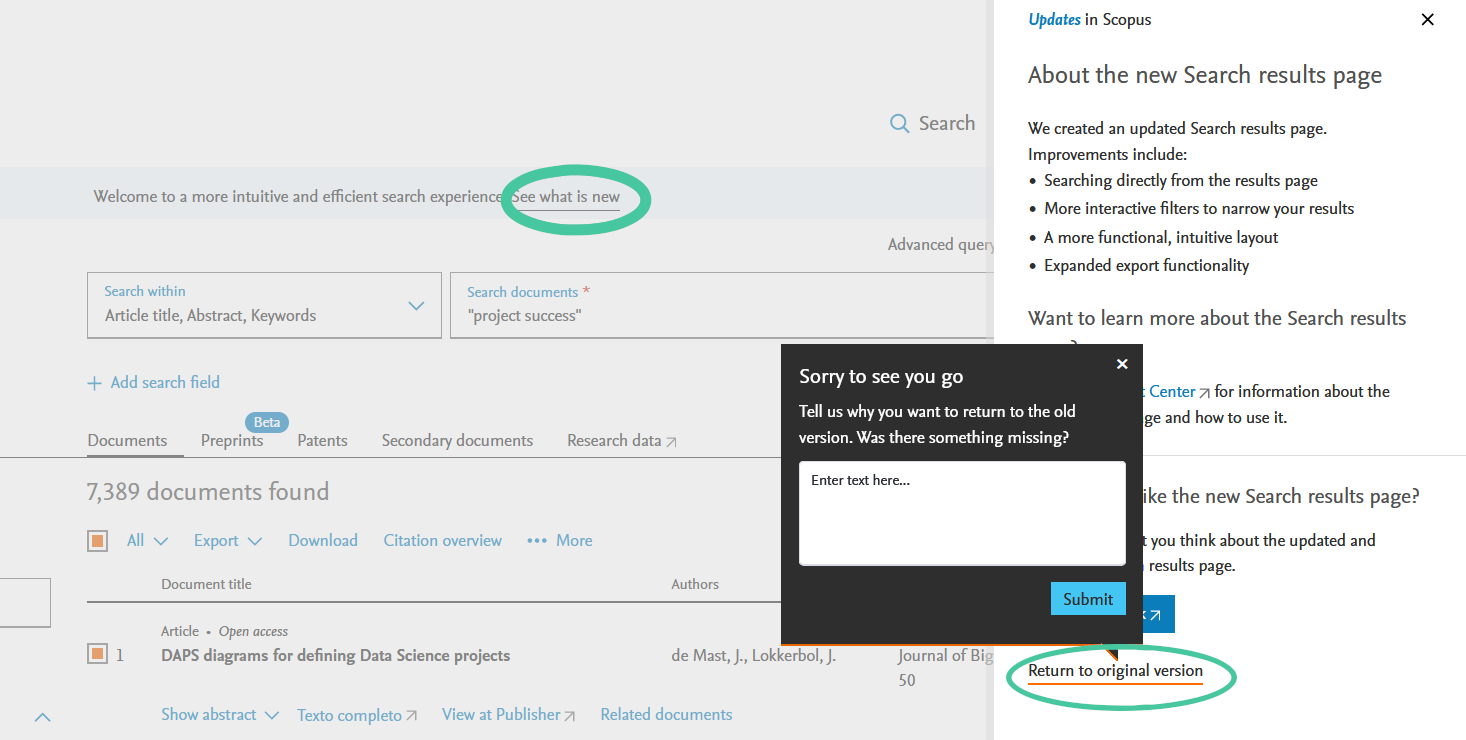 Search
Welcome to a more intuitive and efficient search experience See what is new
Advanced query
Search within
Article title, Abstract, Keywords
Search documents *
"project success"
+ Add search field
Beta
Documents
Preprints
Patents
Secondary documents
Research data
7,389 documents found
All
Export
Download
Citation overview
••• More
Document title
Authors
Article • Open access
1
DAPS diagrams for defining Data Science projects
de Mast, J., Lokkerbol, J.
Journal of Big
50
Show abstract
Texto completo
View at Publisher
Related documents
Updates in Scopus
About the new Search results page
We created an updated Search results page.
Improvements include:
• Searching directly from the results page
• More interactive filters to narrow your results
• A more functional, intuitive layout
• Expanded export functionality
Want to learn more about the Search results
Center for information about the
and how to use it.
the new Search results page?
you think about the updated and
results page.
Return to original version
Sorry to see you go
Tell us why you want to return to the old
version. Was there something missing?
Enter text here...
Submit